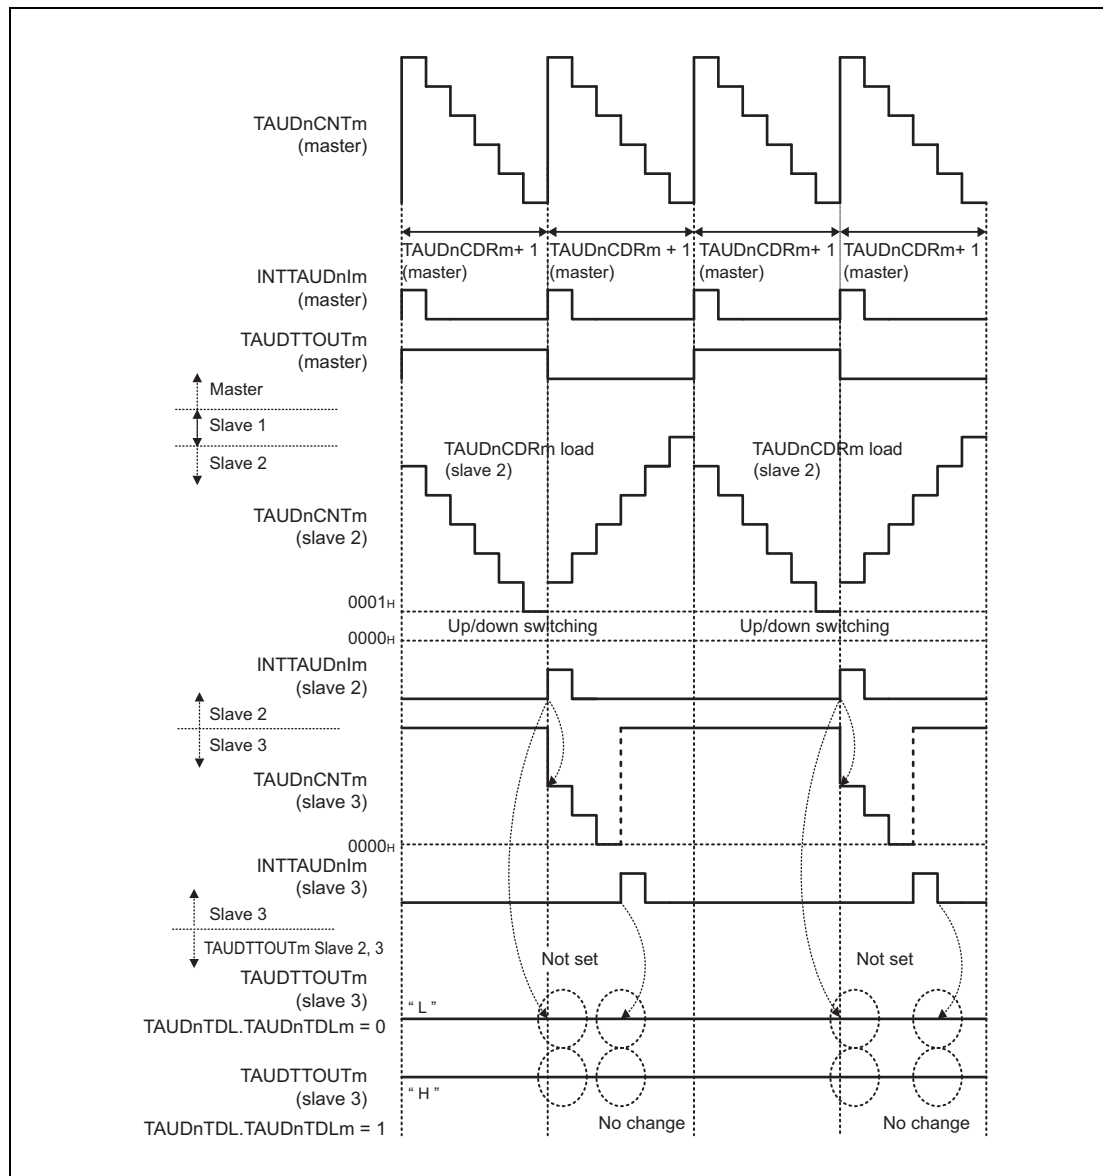 TAUDnCNTm
(master)
TAUDnCDRm+ 1
(master)
TAUDnCDRm + 1
(master)
TAUDnCDRm+ 1
(master)
TAUDnCDRm+ 1
(master)
INTTAUDnIm
(master)
TAUDTTOUTm
(master)
Master
Slave 1
Slave 2
TAUDnCDRm load
(slave 2)
TAUDnCDRm load
(slave 2)
TAUDnCNTm
(slave 2)
0001H
Up/down switching
Up/down switching
0000H
INTTAUDnIm
(slave 2)
Slave 2
Slave 3
TAUDnCNTm
(slave 3)
0000H
INTTAUDnIm
(slave 3)
Slave 3
TAUDTTOUTm Slave 2, 3
Not set
Not set
TAUDTTOUTm
(slave 3)
“ L ”
TAUDnTDL.TAUDnTDLm = 0
TAUDTTOUTm
(slave 3)
“ H ”
No change
No change
TAUDnTDL.TAUDnTDLm = 1